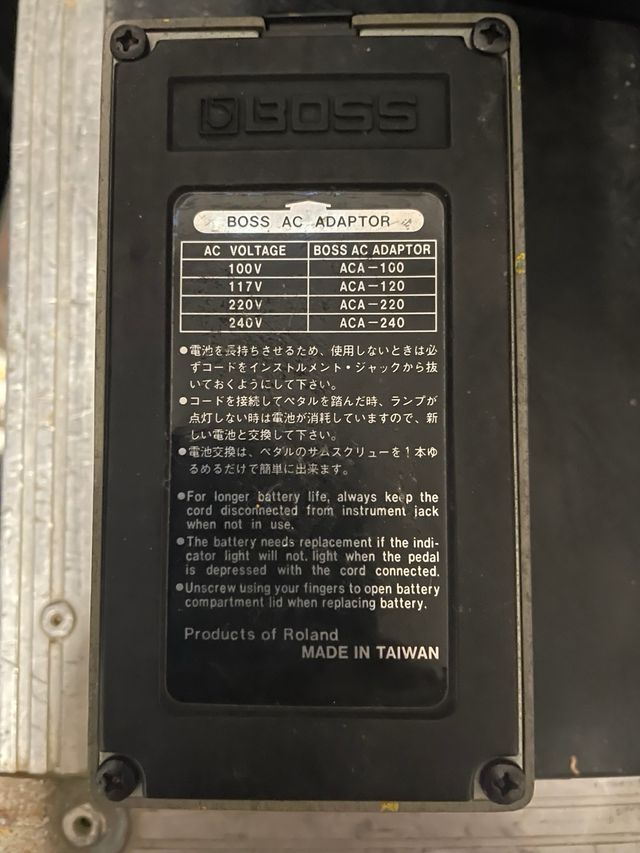 BOSS
BOSS AC ADAPTOR
AC VOLTAGE BOSS AC ADAPTOR
100V ACA-100
117V ACA-120
220V ACA-220
240V ACA-240
●電池を長持ちさせるため、使用しないときは必
ずコードをインストルメント・ジャックから抜
いておくようにして下さい。
●コードを接続してペタルを踏んだ時、ランプが
点灯しない時は電池が消耗していますので、新
しい電池と交換して下さい。
●電池交換は、ペダルのサムスクリューを1本ゆ
るめるだけで簡単に出来ます。
●For longer battery life, always keep the
cord disconnected from instrument jack
when not in use.
●The battery needs replacement if the indi-
cator light will not. light when the pedal
is depressed with the cord connected.
●Unscrew using your fingers to open battery
compartment lid when replacing battery.
Products of Roland
MADE IN TAIWAN